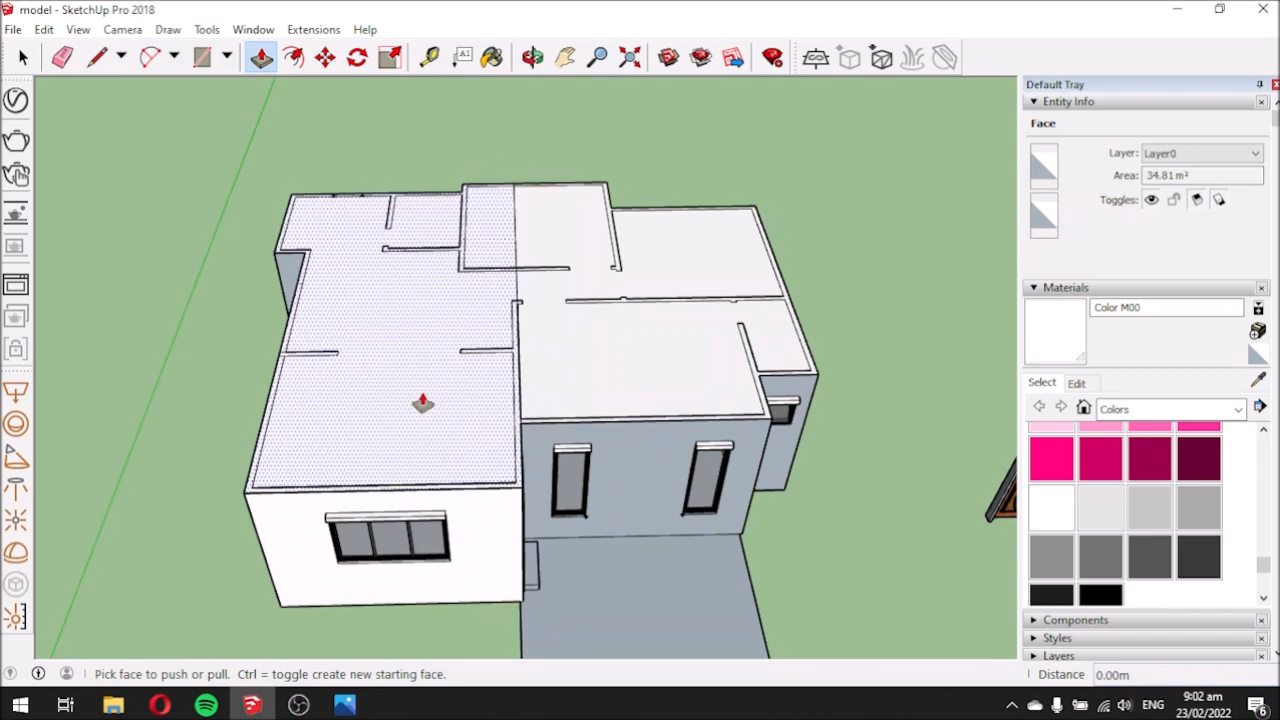 model - SketchUp Pro 2018
File Edit View Camera Draw Tools Window Extensions Help
A1
Default Tray
Entity Info
Face
Layer: Layer0
Area: 34.81 m²
Toggles:
Materials
Color M00
Select Edit
Colors
Components
Styles
Layers
Pick face to push or pull. Ctrl = toggle create new starting face.
Distance 0.00m
ENG
9:02 am
23/02/2022
6